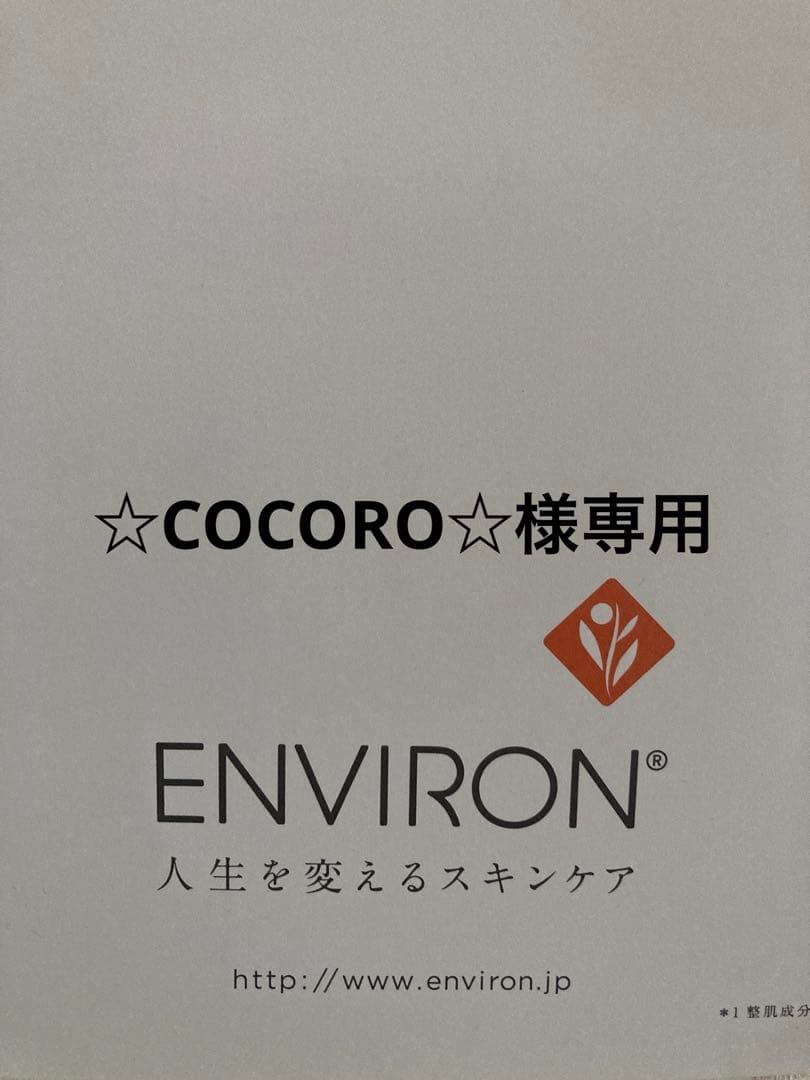 ☆COCORO☆様専用
ENVIRON®
人生を変えるスキンケア
http://www.environ.jp
*1 整肌成分